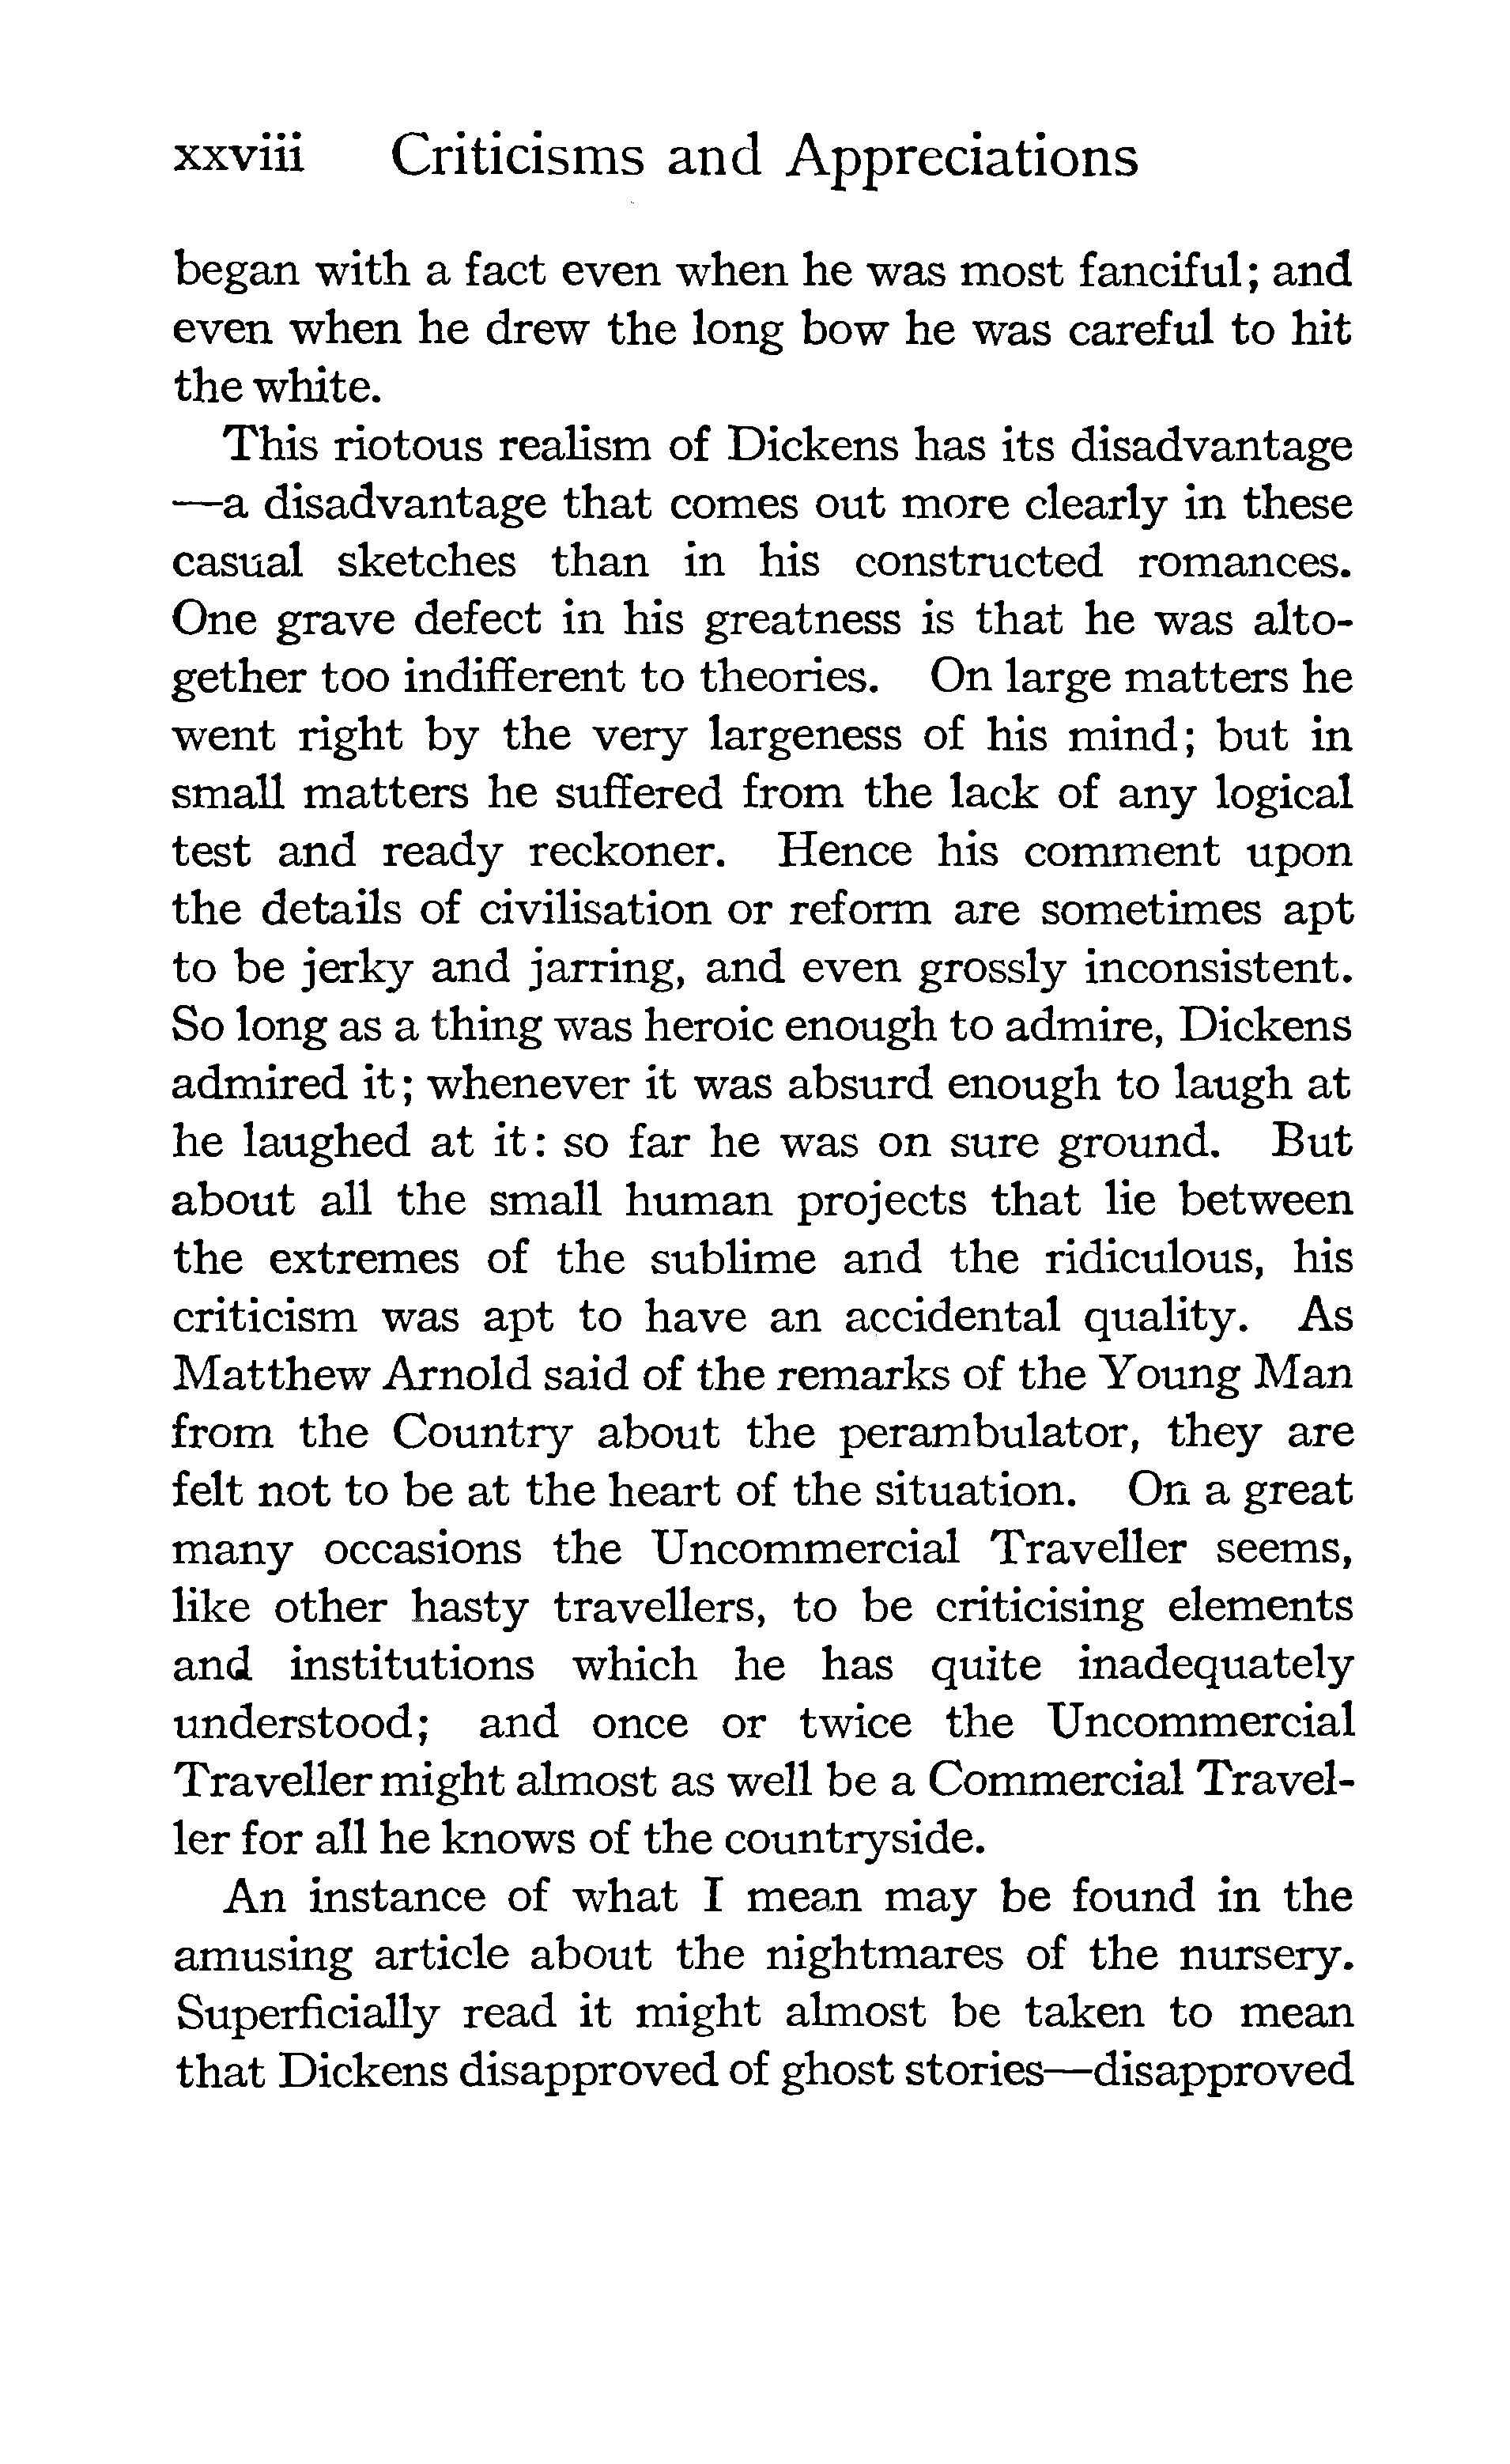 xxviii Criticisms and Appreciations
began with a fact even when he was most fanciful; and
even when he drew the long bow he was careful to hit
the white.
This riotous realism of Dickens has its disadvantage
—a disadvantage that comes out more clearly in these
casual sketches than in his constructed romances.
One grave defect in his greatness is that he was alto-
gether too indifferent to theories. On large matters he
went right by the very largeness of his mind; but in
small matters he suffered from the lack of any logical
test and ready reckoner. Hence his comment upon
the details of civilisation or reform are sometimes apt
to be jerky and jarring, and even grossly inconsistent.
So long as a thing was heroic enough to admire, Dickens
admired it; whenever it was absurd enough to laugh at
he laughed at it: so far he was on sure ground. But
about all the small human projects that lie between
the extremes of the sublime and the ridiculous, his
criticism was apt to have an accidental quality. As
Matthew Arnold said of the remarks of the Young Man
from the Country about the perambulator, they are
felt not to be at the heart of the situation. On a great
many occasions the Uncommercial Traveller seems,
like other hasty travellers, to be criticising elements
and institutions which he has quite inadequately
understood; and once or twice the Uncommercial
Traveller might almost as well be a Commercial Travel-
ler for all he knows of the countryside.
An instance of what I mean may be found in the
amusing article about the nightmares of the nursery.
Superficially read it might almost be taken to mean
that Dickens disapproved of ghost stories—disapproved